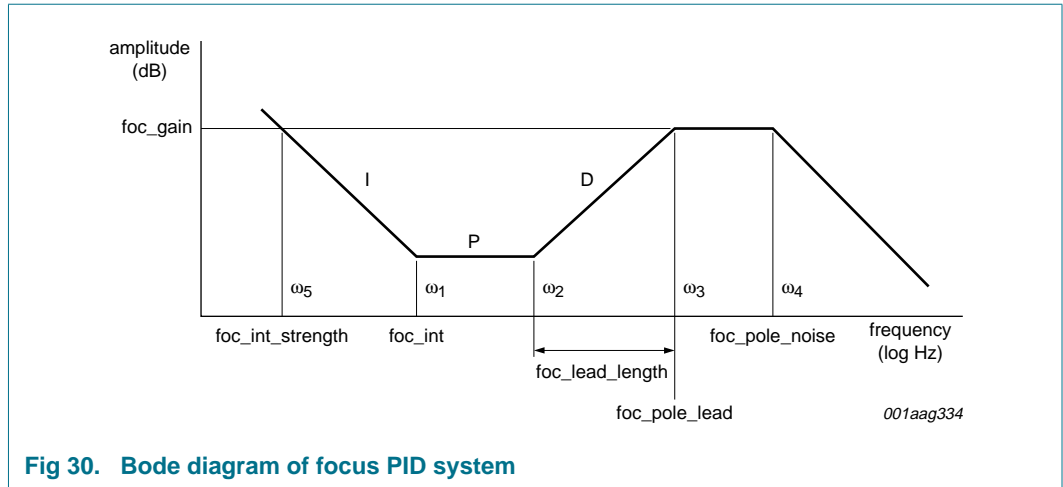 amplitude
(dB)
foc_gain
I
D
P
ω5
ω1
ω2
ω3
ω4
foc_int_strength
foc_int
foc_pole_noise
frequency
(log Hz)
foc_lead_length
foc_pole_lead
001aag334
Fig 30. Bode diagram of focus PID system